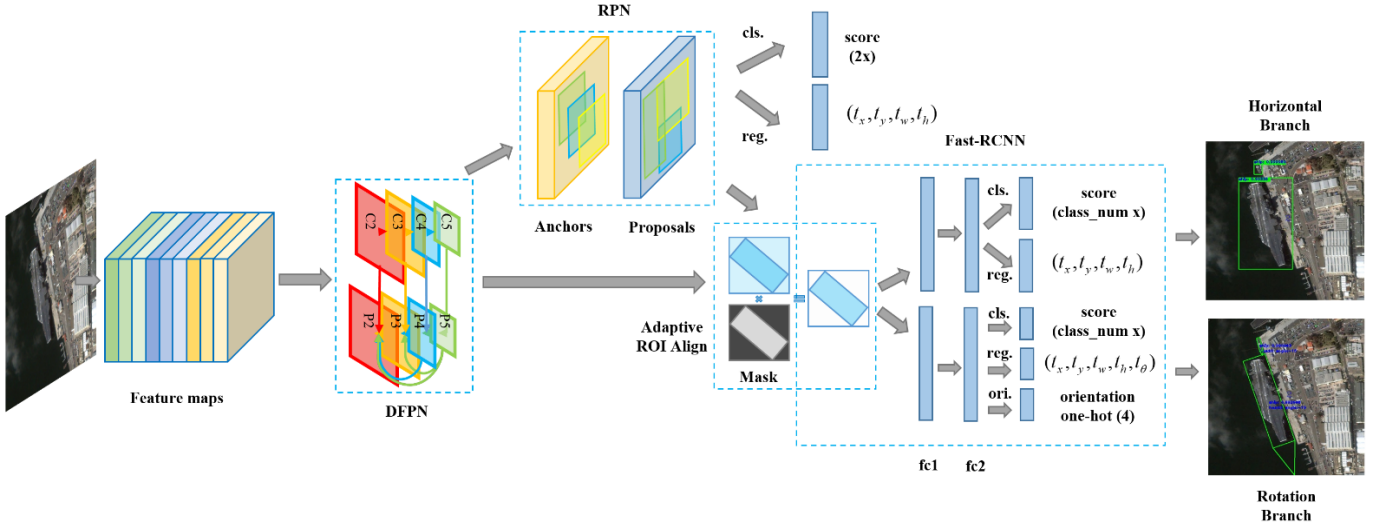 RPN
cls.
score
(2x)
reg.
(t_x, t_y, t_w, t_h)
Anchors
Proposals
Feature maps
C2
C3
C4
C5
P2
P3
P4
P5
DFPN
Adaptive
ROI Align
Mask
Fast-RCNN
cls.
score
(class_num x)
reg.
(t_x, t_y, t_w, t_h)
cls.
score
(class_num x)
reg.
(t_x, t_y, t_w, t_h, t_θ)
ori.
orientation
one-hot (4)
fc1
fc2
Horizontal
Branch
Rotation
Branch